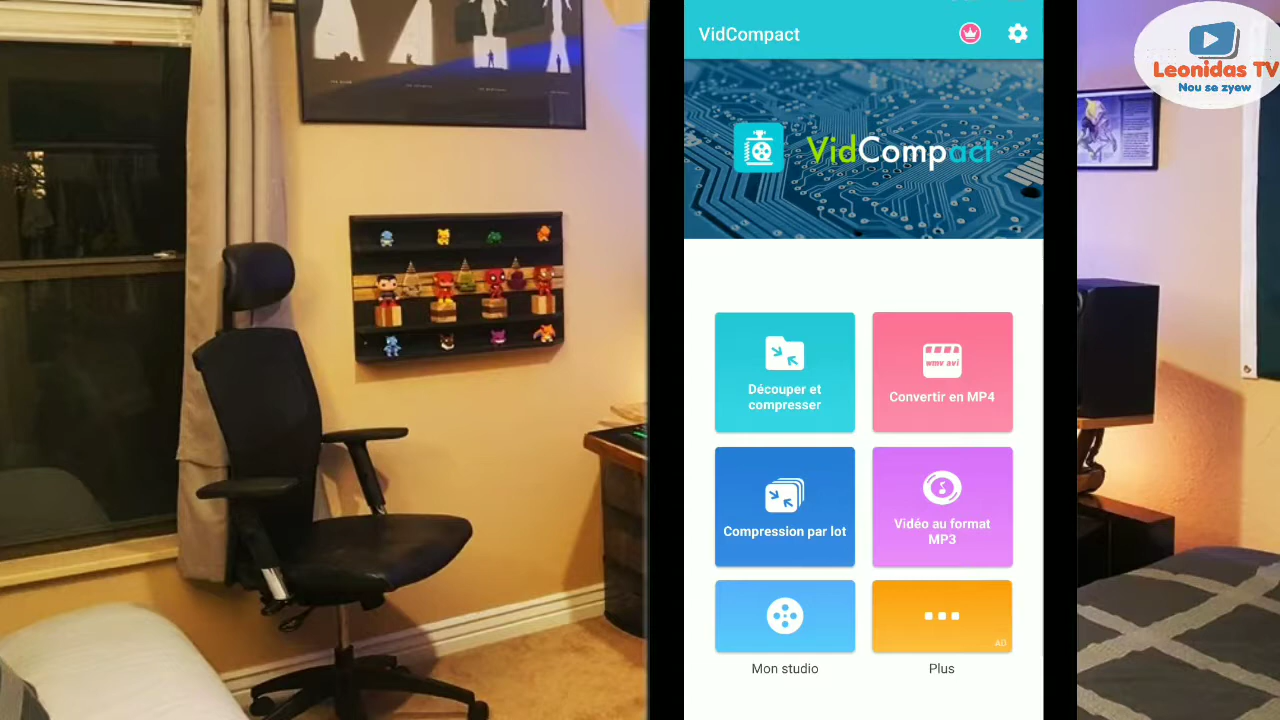 VidCompact
VidCompact
Découper et
compresser
wmv avi
Convertir en MP4
Compression par lot
Vidéo au format
MP3
Mon studio
AD
Plus
Leonidas TV
Nou se zyew